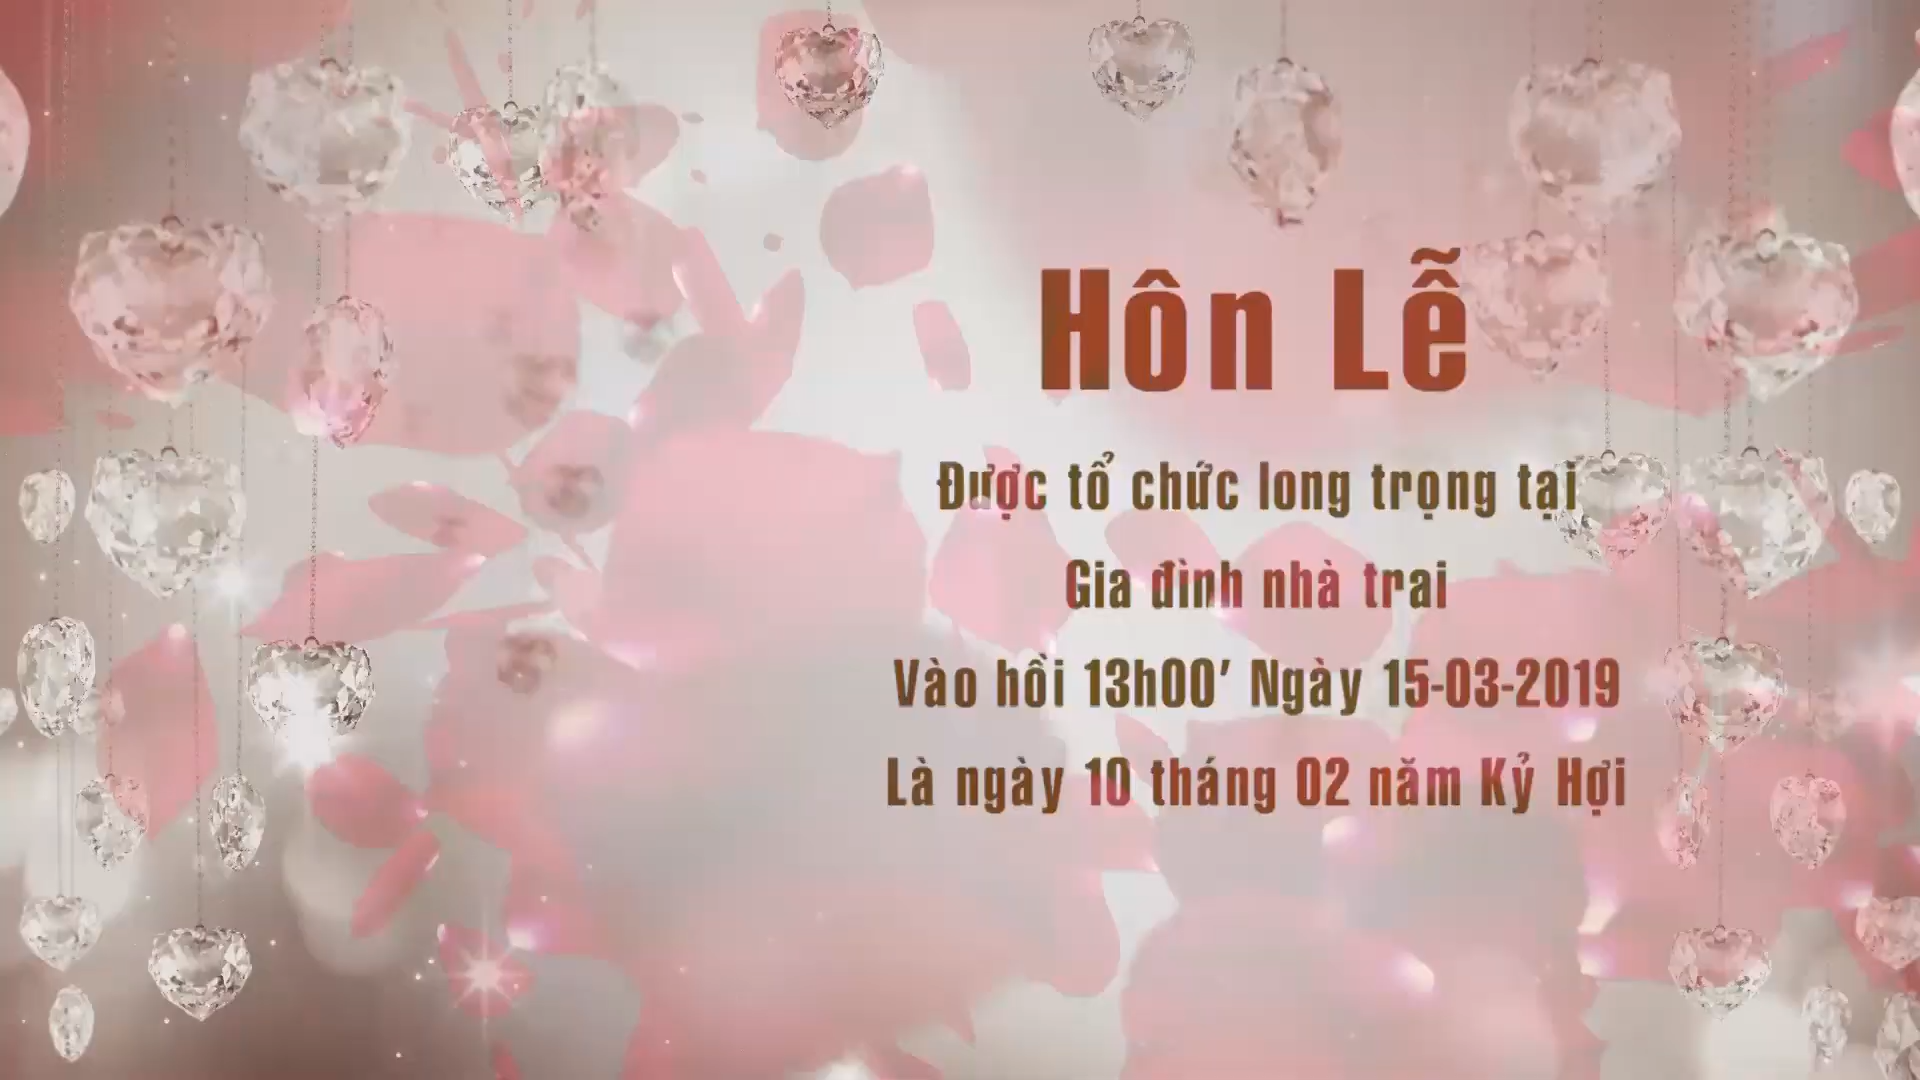 Hôn Lễ
Được tổ chức long trọng tại
Gia đình nhà trai
Vào hồi 13h00' Ngày 15-03-2019
Là ngày 10 tháng 02 năm Kỷ Hợi